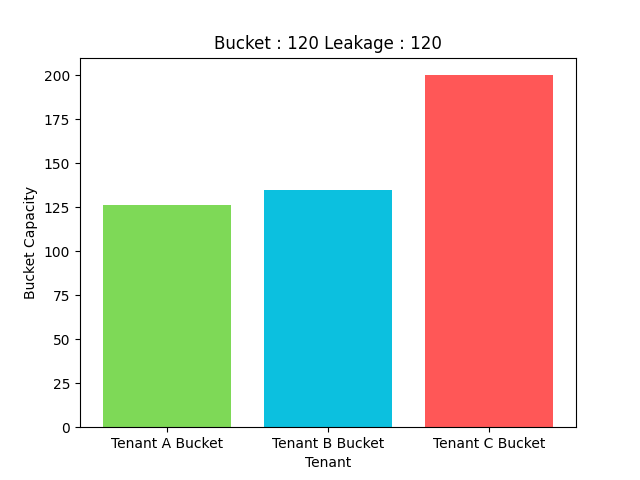 Bucket : 120 Leakage : 120
200
175
150
125
100
75
50
25
0
Bucket Capacity
Tenant A Bucket Tenant B Bucket Tenant C Bucket
Tenant